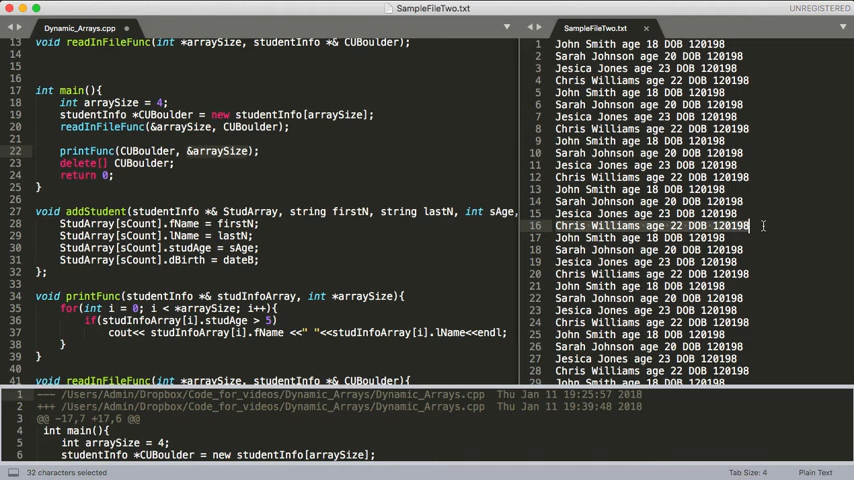 SampleFileTwo.txt
UNREGISTERED
Dynamic_Arrays.cpp
13 void readInFileFunc(int *arraySize, studentInfo *& CUBoulder);
14
15
16
17 int main(){
18 int arraySize = 4;
19 studentInfo *CUBoulder = new studentInfo[arraySize];
20 readInFileFunc(&arraySize, CUBoulder);
21
22 printFunc(CUBoulder, &arraySize);
23 delete[] CUBoulder;
24 return 0;
25 }
26
27 void addStudent(studentInfo *& StudArray, string firstN, string lastN, int sAge,
28 StudArray[sCount].fName = firstN;
29 StudArray[sCount].lName = lastN;
30 StudArray[sCount].studAge = sAge;
31 StudArray[sCount].dBirth = dateB;
32 };
33
34 void printFunc(studentInfo *& studInfoArray, int *arraySize){
35 for(int i = 0; i < *arraySize; i++){
36 if(studInfoArray[i].studAge > 5)
37 cout<< studInfoArray[i].fName <<" "<<studInfoArray[i].lName<<endl;
38 }
39 }
40
41 void readInFileFunc(int *arraySize, studentInfo *& CUBoulder){
SampleFileTwo.txt
1 John Smith age 18 DOB 120198
2 Sarah Johnson age 20 DOB 120198
3 Jesica Jones age 23 DOB 120198
4 Chris Williams age 22 DOB 120198
5 John Smith age 18 DOB 120198
6 Sarah Johnson age 20 DOB 120198
7 Jesica Jones age 23 DOB 120198
8 Chris Williams age 22 DOB 120198
9 John Smith age 18 DOB 120198
10 Sarah Johnson age 20 DOB 120198
11 Jesica Jones age 23 DOB 120198
12 Chris Williams age 22 DOB 120198
13 John Smith age 18 DOB 120198
14 Sarah Johnson age 20 DOB 120198
15 Jesica Jones age 23 DOB 120198
16 Chris Williams age 22 DOB 120198
17 John Smith age 18 DOB 120198
18 Sarah Johnson age 20 DOB 120198
19 Jesica Jones age 23 DOB 120198
20 Chris Williams age 22 DOB 120198
21 John Smith age 18 DOB 120198
22 Sarah Johnson age 20 DOB 120198
23 Jesica Jones age 23 DOB 120198
24 Chris Williams age 22 DOB 120198
25 John Smith age 18 DOB 120198
26 Sarah Johnson age 20 DOB 120198
27 Jesica Jones age 23 DOB 120198
28 Chris Williams age 22 DOB 120198
29 John Smith age 18 DOB 120198
1 --- /Users/Admin/Dropbox/Code_for_videos/Dynamic_Arrays/Dynamic_Arrays.cpp Thu Jan 11 19:25:57 2018
2 +++ /Users/Admin/Dropbox/Code_for_videos/Dynamic_Arrays/Dynamic_Arrays.cpp Thu Jan 11 19:39:48 2018
3 @@ -17,7 +17,6 @@
4 int main(){
5 int arraySize = 4;
6 studentInfo *CUBoulder = new studentInfo[arraySize];
32 characters selected
Tab Size: 4
Plain Text